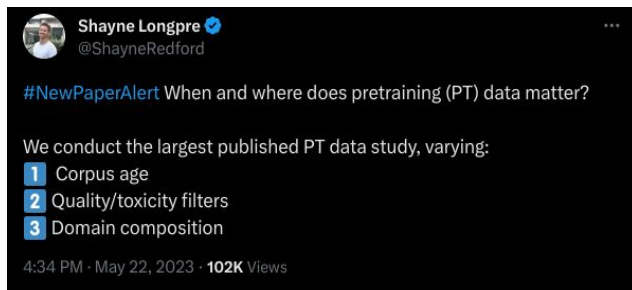 Shayne Longpre
@ShayneRedford
#NewPaperAlert When and where does pretraining (PT) data matter?
We conduct the largest published PT data study, varying:
1️⃣ Corpus age
2️⃣ Quality/toxicity filters
3️⃣ Domain composition
4:34 PM · May 22, 2023 · 102K Views